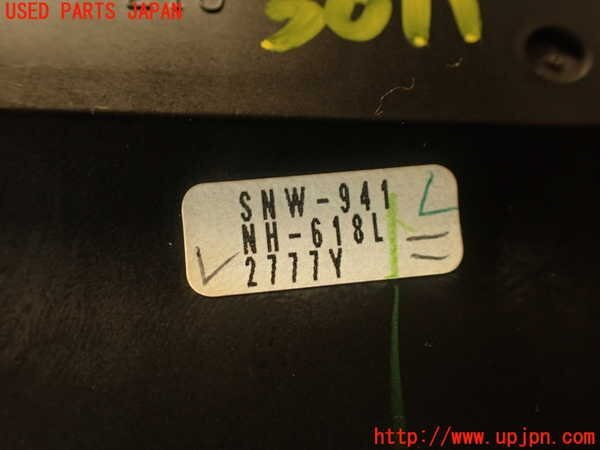 USED PARTS JAPAN
SNW-941
NH-618L
2777Y
http://www.upjpn.com/